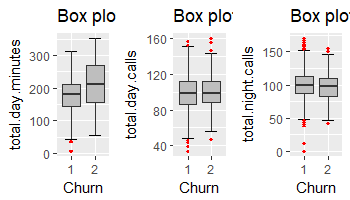 Box plo
total.day.minutes
300
200
100
0
1 2
Churn
Box plo
total.day.calls
160
120
80
40
1 2
Churn
Box plo
total.night.calls
150
100
50
0
1 2
Churn